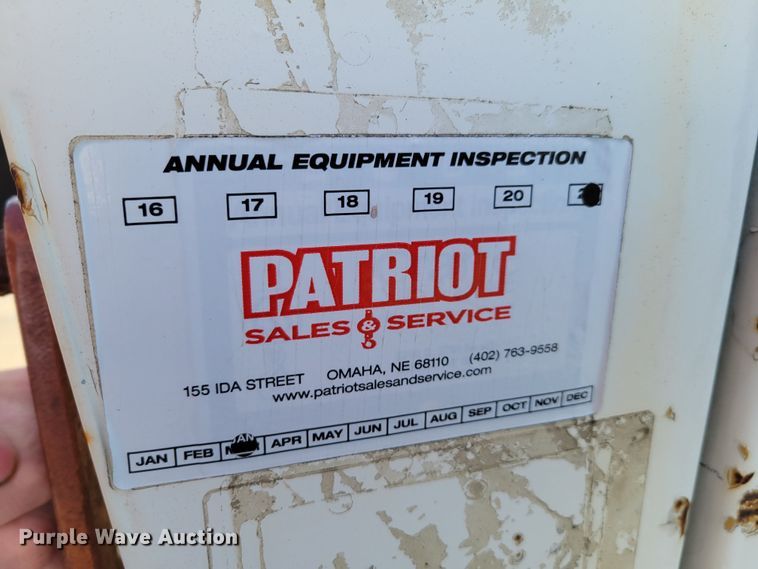 ANNUAL EQUIPMENT INSPECTION
16 17 18 19 20
PATRIOT
SALES & SERVICE
155 IDA STREET OMAHA, NE 68110 (402) 763-9558
www.patriotsalesandservice.com
JAN FEB APR MAY JUN JUL AUG SEP OCT NOV DEC
Purple Wave Auction